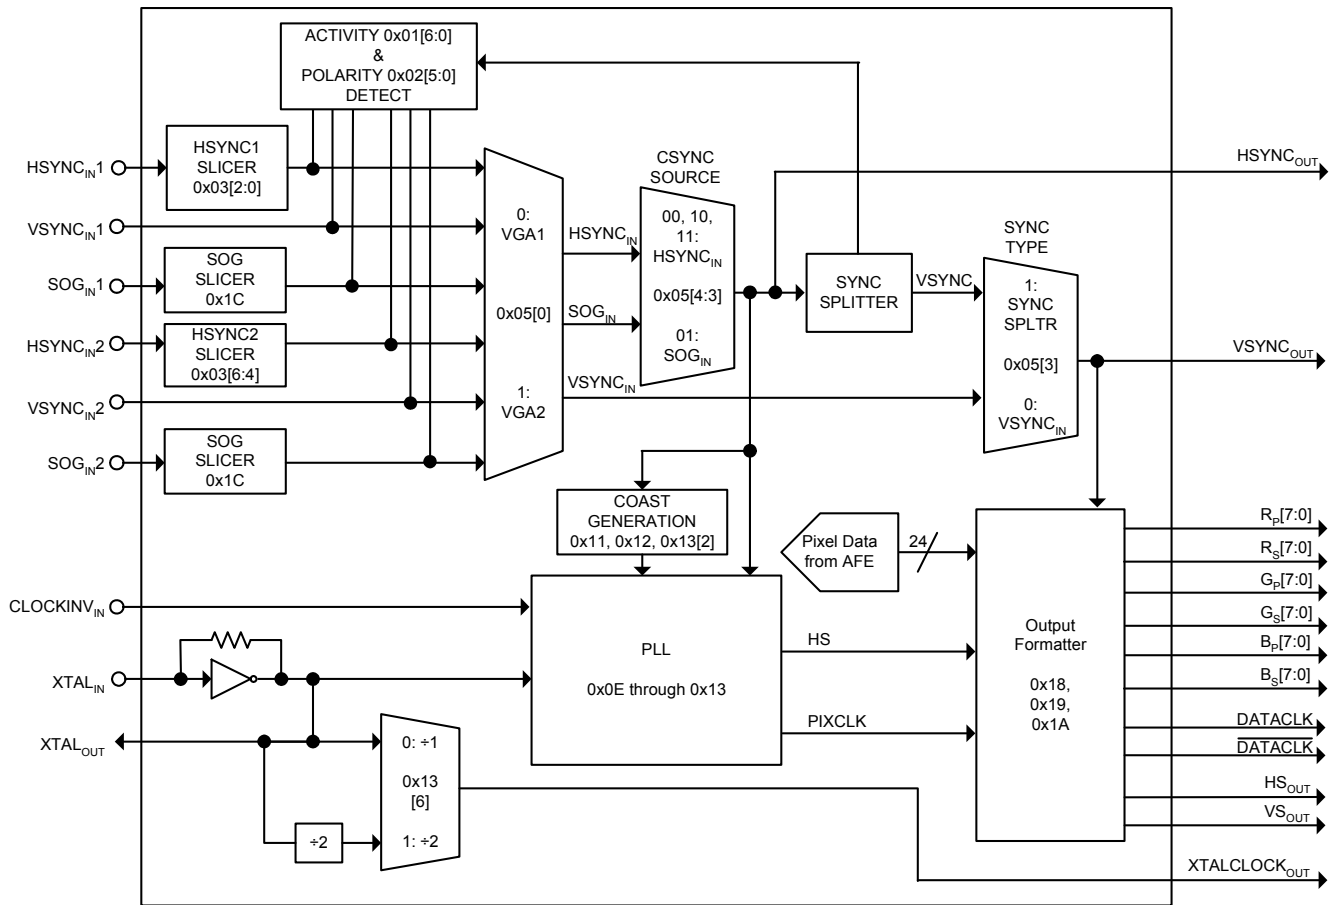 ACTIVITY 0x01[6:0]
&
POLARITY 0x02[5:0]
DETECT
HSYNC_IN1
HSYNC1
SLICER
0x03[2:0]
VSYNC_IN1
SOG_IN1
SOG
SLICER
0x1C
HSYNC_IN2
HSYNC2
SLICER
0x03[6:4]
VSYNC_IN2
SOG_IN2
SOG
SLICER
0x1C
0:
VGA1
0x05[0]
1:
VGA2
HSYNC_IN
SOG_IN
VSYNC_IN
CSYNC
SOURCE
00, 10,
11:
HSYNC_IN
0x05[4:3]
01:
SOG_IN
SYNC
SPLITTER
VSYNC
SYNC
TYPE
1:
SYNC
SPLTR
0x05[3]
0:
VSYNC_IN
HSYNC_OUT
VSYNC_OUT
COAST
GENERATION
0x11, 0x12, 0x13[2]
Pixel Data
from AFE
24
CLOCKINV_IN
XTAL_IN
XTAL_OUT
PLL
0x0E through 0x13
HS
PIXCLK
0: ÷1
0x13
[6]
1: ÷2
÷2
Output
Formatter
0x18,
0x19,
0x1A
R_P[7:0]
R_S[7:0]
G_P[7:0]
G_S[7:0]
B_P[7:0]
B_S[7:0]
DATACLK
DATACLK
HS_OUT
VS_OUT
XTALCLOCK_OUT